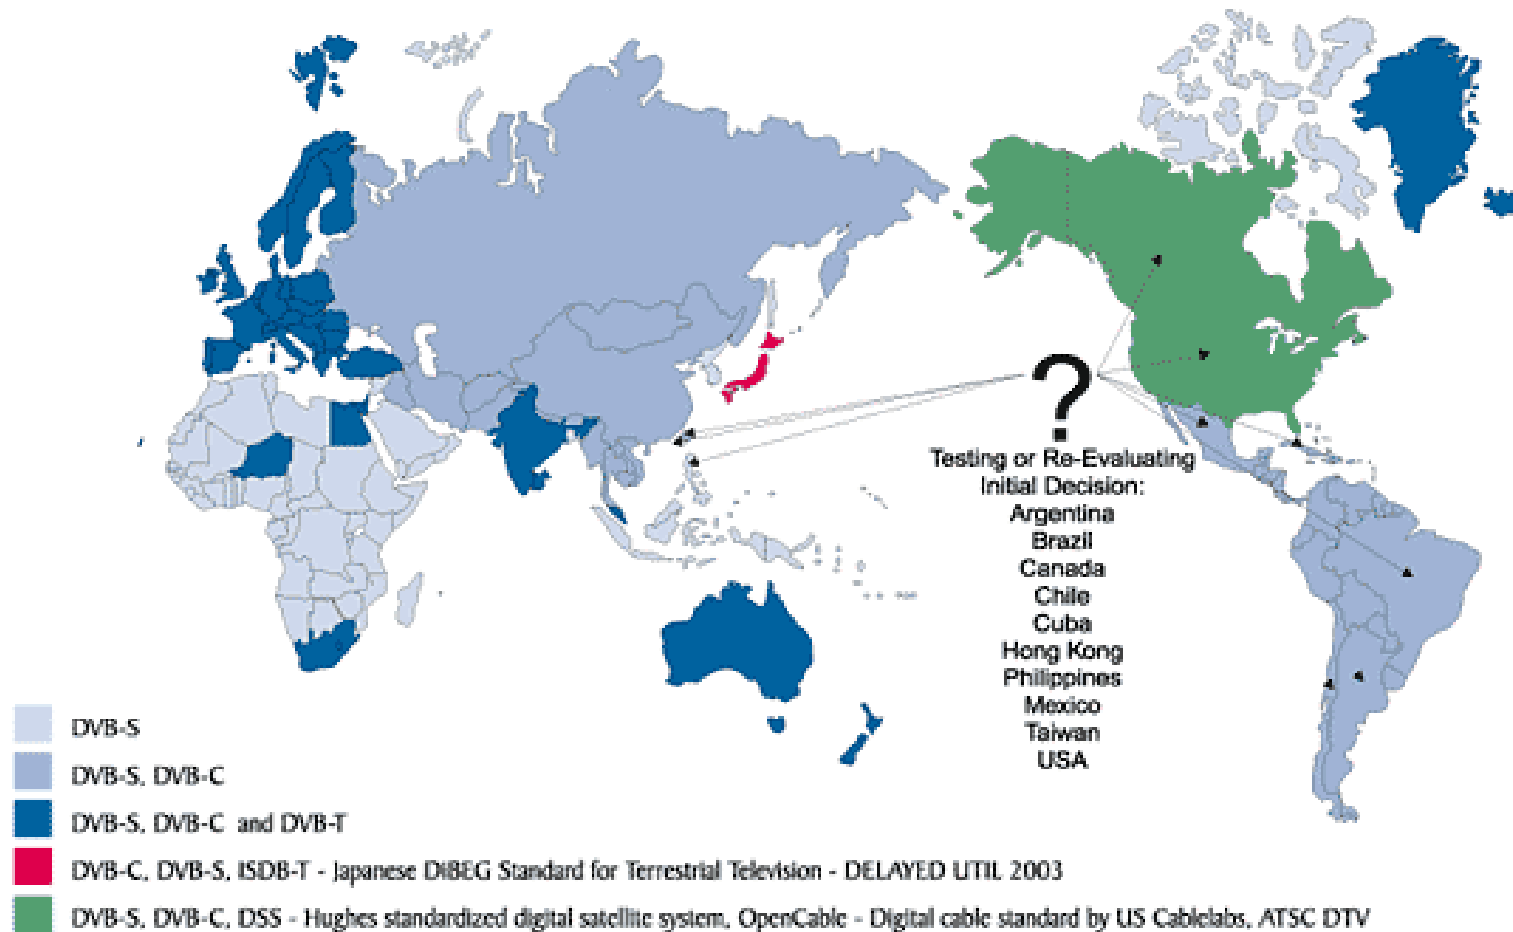 ?
Testing or Re-Evaluating
Initial Decision:
Argentina
Brazil
Canada
Chile
Cuba
Hong Kong
Philippines
Mexico
Taiwan
USA
DVB-S
DVB-S, DVB-C
DVB-S, DVB-C and DVB-T
DVB-C, DVB-S, ISDB-T - Japanese DiBEG Standard for Terrestrial Television - DELAYED UTIL 2003
DVB-S, DVB-C, DSS - Hughes standardized digital satellite system, OpenCable - Digital cable standard by US Cablelabs, ATSC DTV